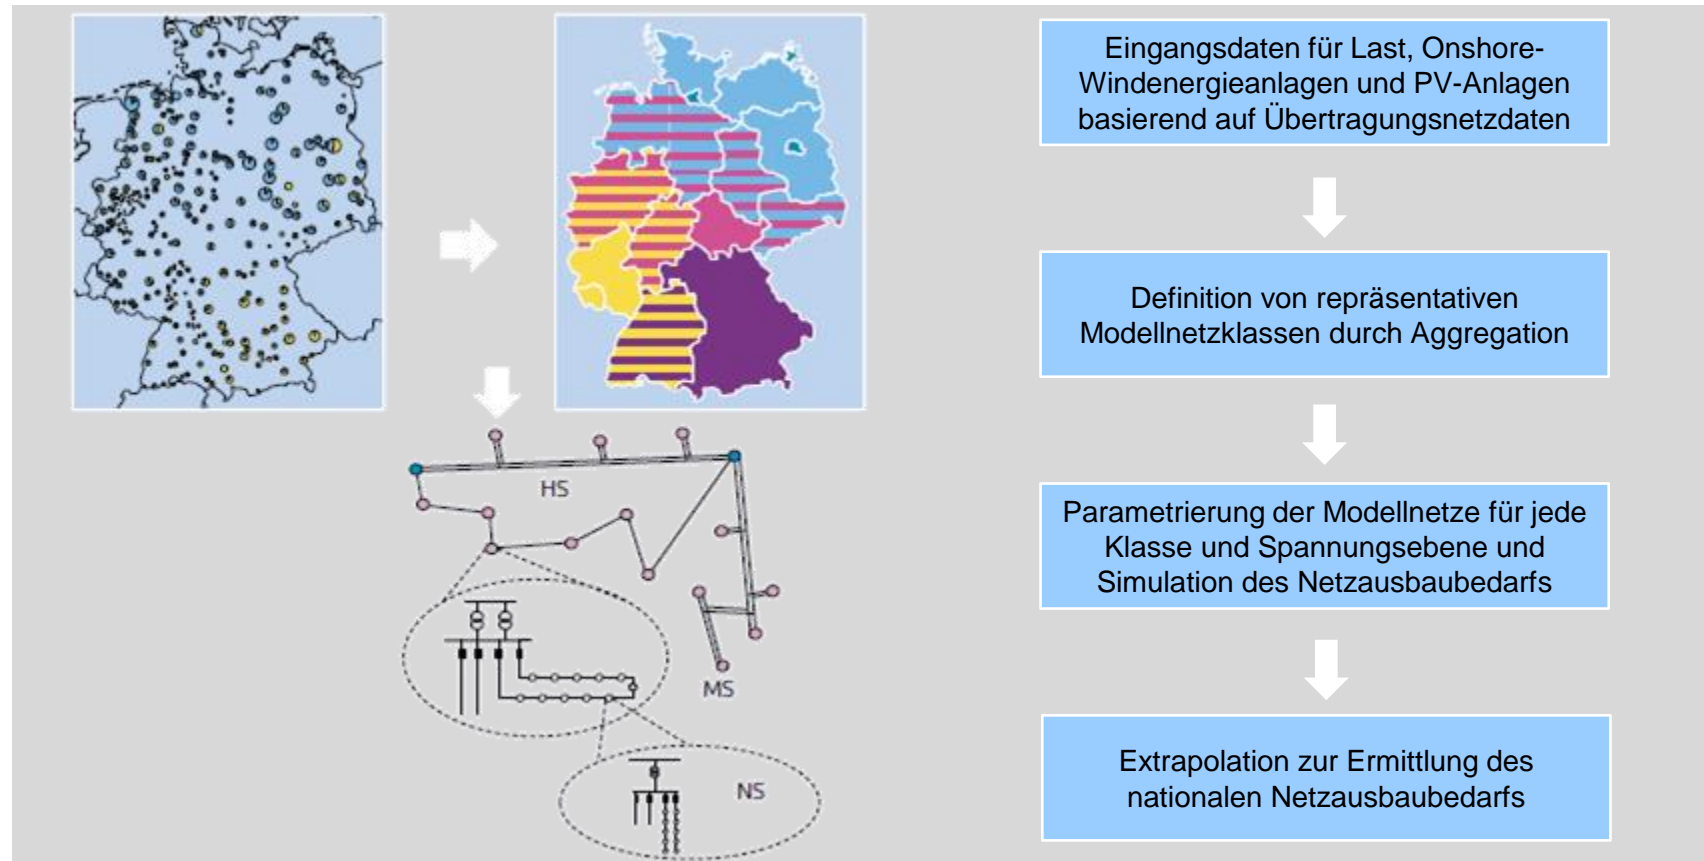 HS
MS
NS
Eingangsdaten für Last, Onshore-
Windenergieanlagen und PV-Anlagen
basierend auf Übertragungsnetzdaten
Definition von repräsentativen
Modellnetzklassen durch Aggregation
Parametrierung der Modellnetze für jede
Klasse und Spannungsebene und
Simulation des Netzausbaubedarfs
Extrapolation zur Ermittlung des
nationalen Netzausbaubedarfs